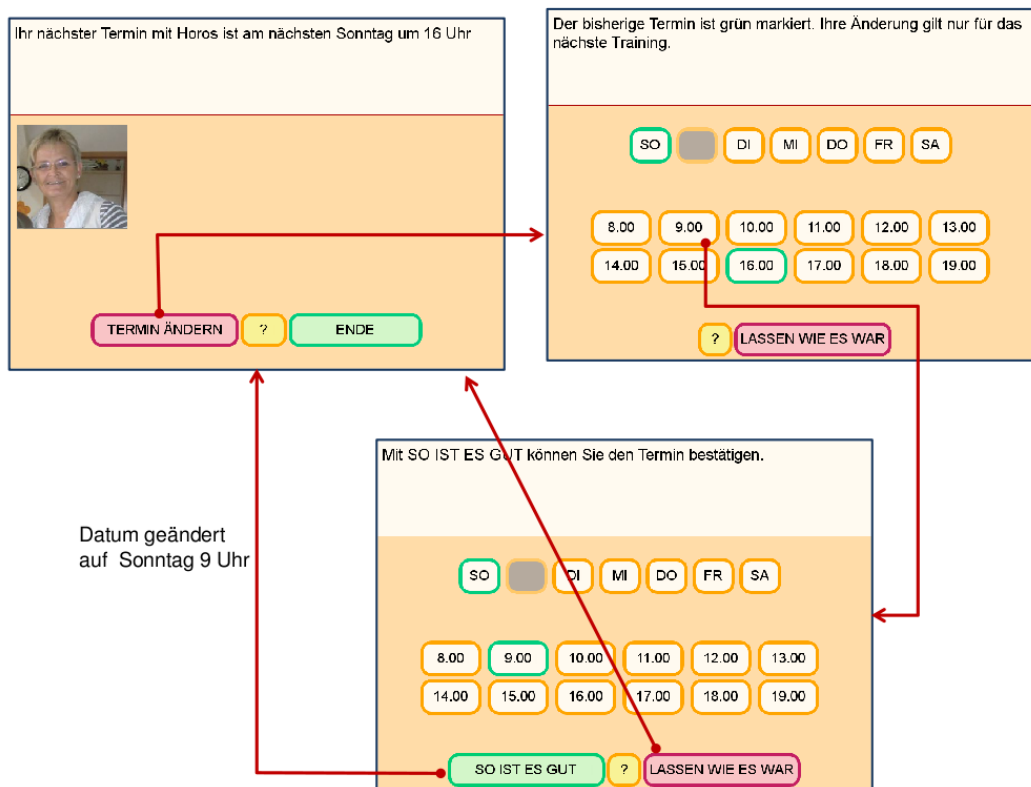 Ihr nächster Termin mit Horos ist am nächsten Sonntag um 16 Uhr
TERMIN ÄNDERN ? ENDE
Der bisherige Termin ist grün markiert. Ihre Änderung gilt nur für das
nächste Training.
SO DI MI DO FR SA
8.00 9.00 10.00 11.00 12.00 13.00
14.00 15.00 16.00 17.00 18.00 19.00
? LASSEN WIE ES WAR
Datum geändert
auf Sonntag 9 Uhr
Mit SO IST ES GUT können Sie den Termin bestätigen.
SO DI MI DO FR SA
8.00 9.00 10.00 11.00 12.00 13.00
14.00 15.00 16.00 17.00 18.00 19.00
SO IST ES GUT ? LASSEN WIE ES WAR